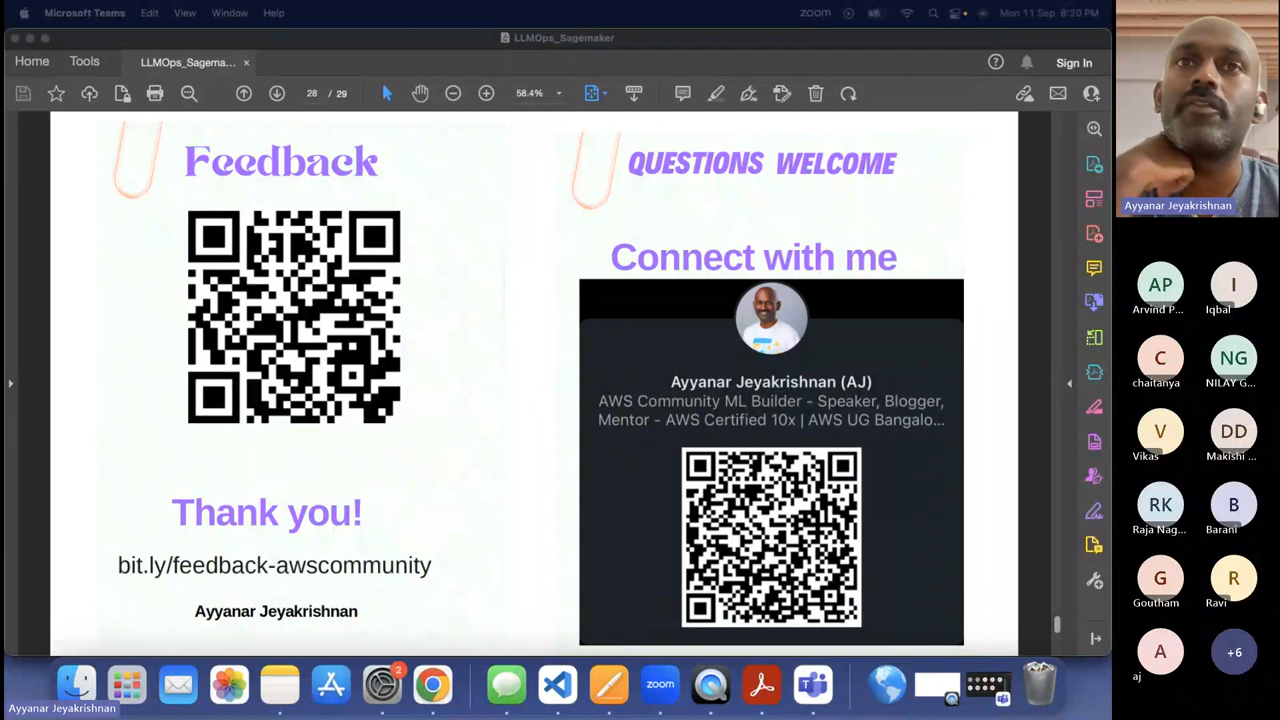 Microsoft Teams Edit View Window Help
zoom Mon 11 Sep 8:20 PM
LLMOps_Sagemaker
Home Tools LLMOps_Sagema... ×
Sign In
28 / 29
58.4%
Feedback
Thank you!
bit.ly/feedback-awscommunity
Ayyanar Jeyakrishnan
QUESTIONS WELCOME
Connect with me
Ayyanar Jeyakrishnan (AJ)
AWS Community ML Builder - Speaker, Blogger,
Mentor - AWS Certified 10x | AWS UG Bangalo...
Ayyanar Jeyakrishnan
AP
Arvind P...
I
Iqbal
C
chaitanya
NG
NILAY G...
V
Vikas
DD
Makishi ...
RK
Raja Nag...
B
Barani
G
Goutham
R
Ravi
A
aj
+6
2
zoom
Ayyanar Jeyakrishnan